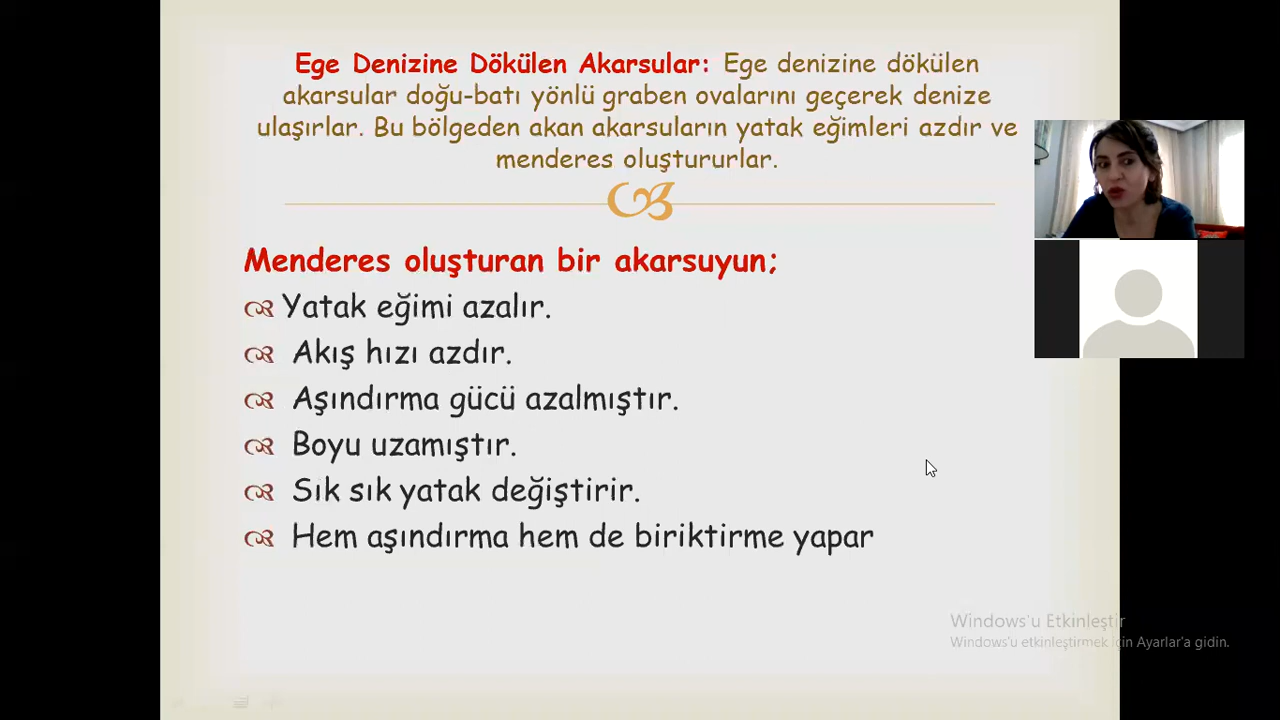 Ege Denizine Dökülen Akarsular: Ege denizine dökülen
akarsular doğu-batı yönlü graben ovalarını geçerek denize
ulaşırlar. Bu bölgeden akan akarsuların yatak eğimleri azdır ve
menderes oluştururlar.
Menderes oluşturan bir akarsuyun;
Yatak eğimi azalır.
Akış hızı azdır.
Aşındırma gücü azalmıştır.
Boyu uzamıştır.
Sık sık yatak değiştirir.
Hem aşındırma hem de biriktirme yapar
Windows'u Etkinleştir
Windows'u etkinleştirmek için Ayarlar'a gidin.